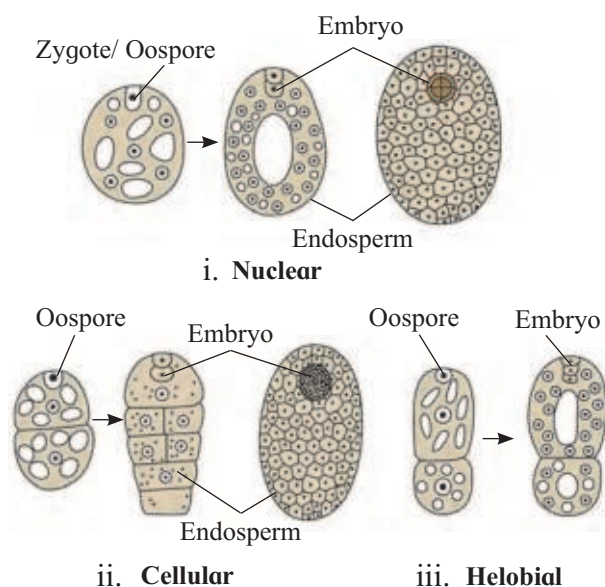 Embryo
Zygote/ Oospore
Endosperm
i. Nuclear
Oospore
Embryo
Endosperm
ii. Cellular
Oospore
Embryo
iii. Helobial